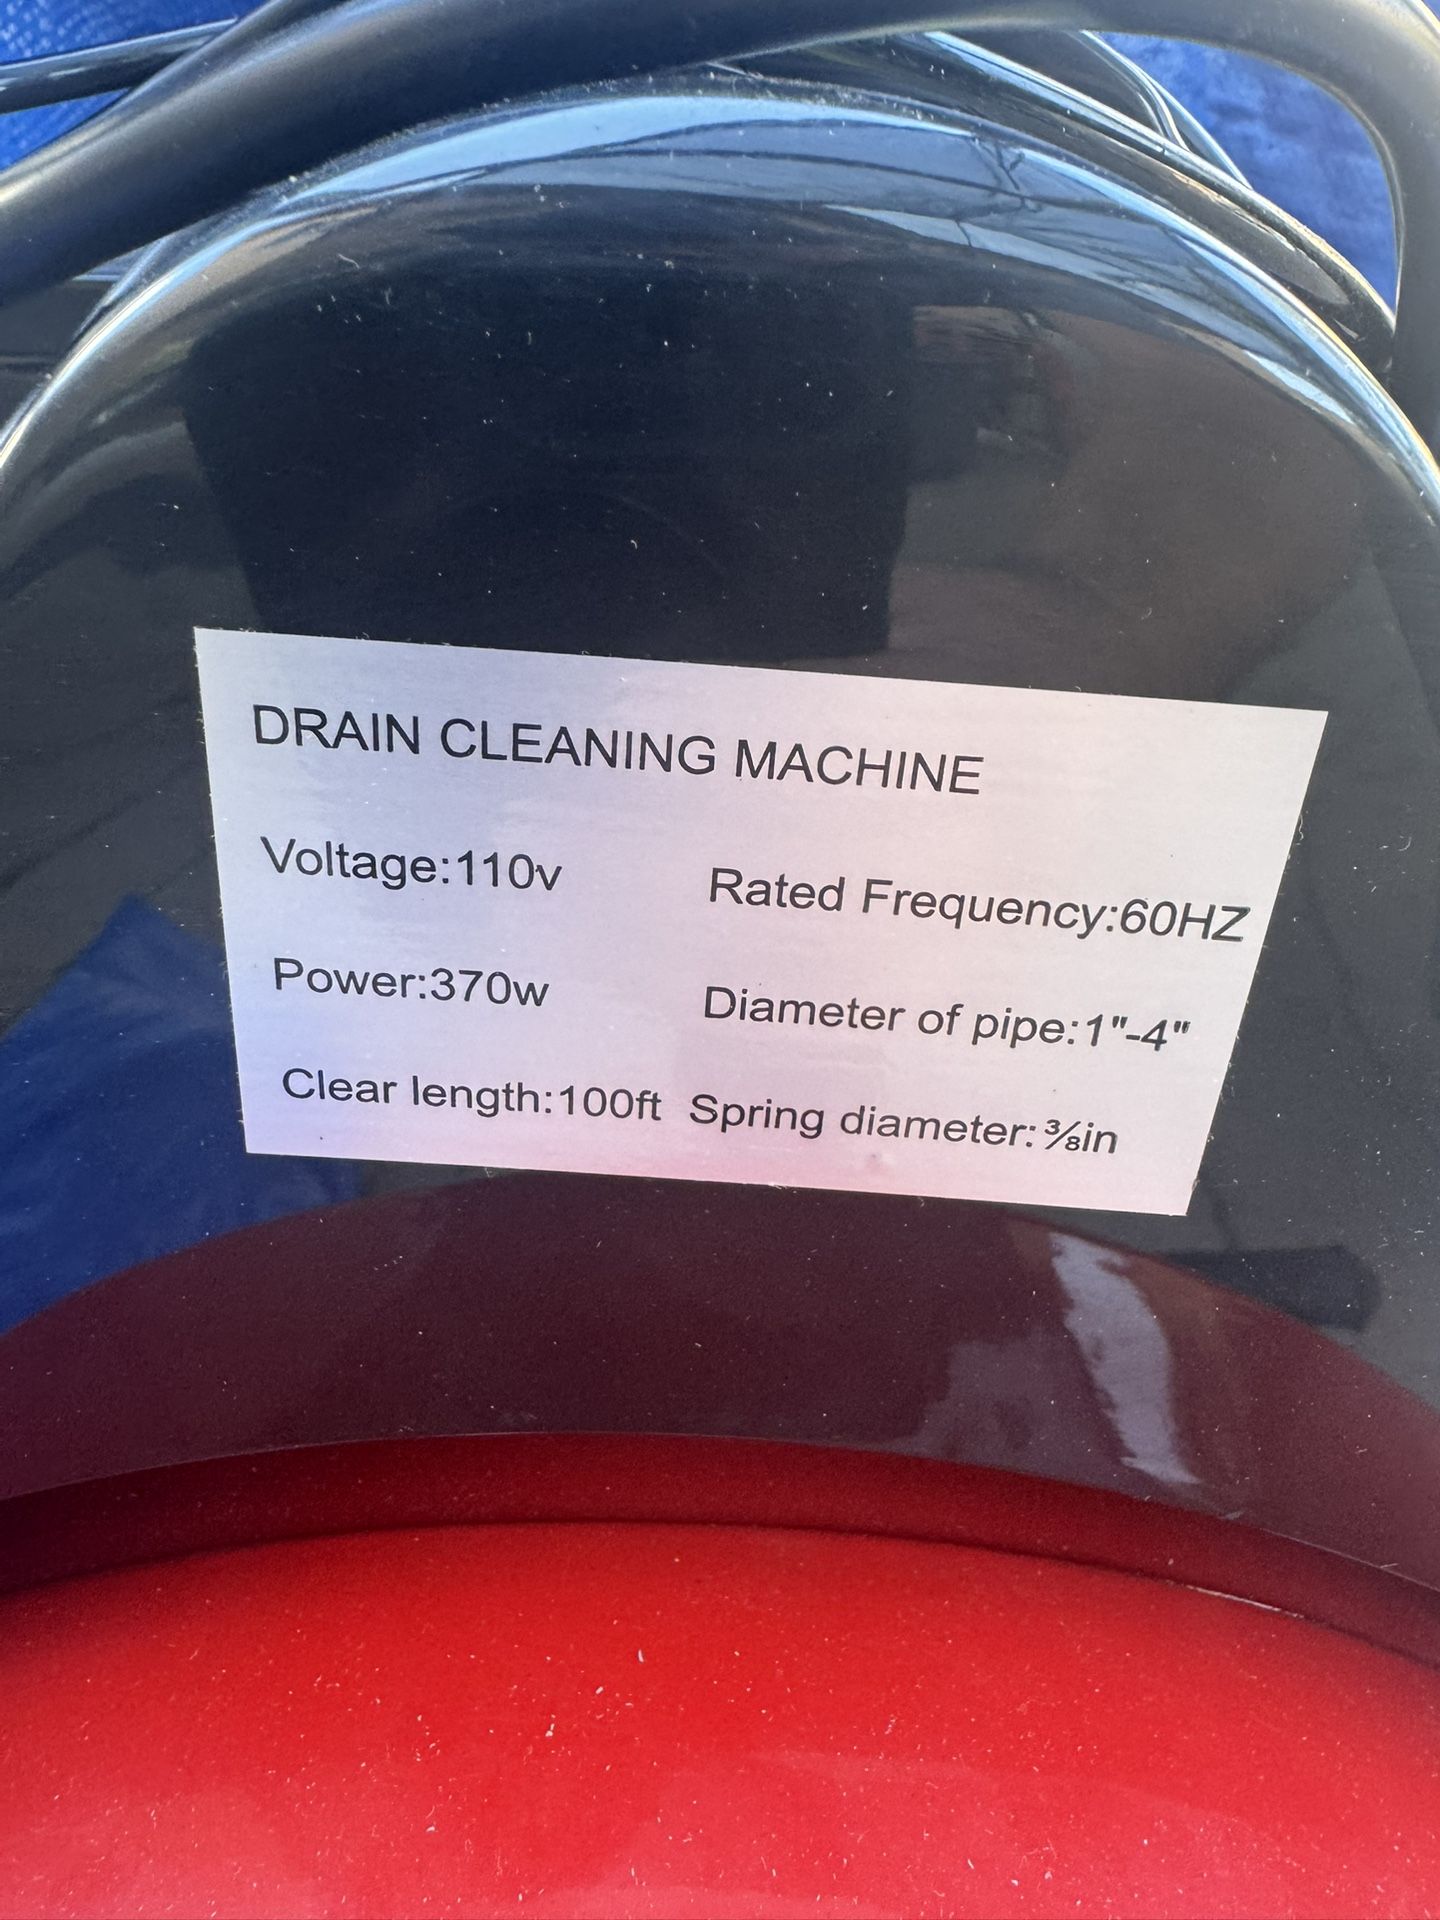 DRAIN CLEANING MACHINE
Voltage:110v Rated Frequency:60HZ
Power:370w Diameter of pipe:1"-4"
Clear length:100ft Spring diameter:⅜in